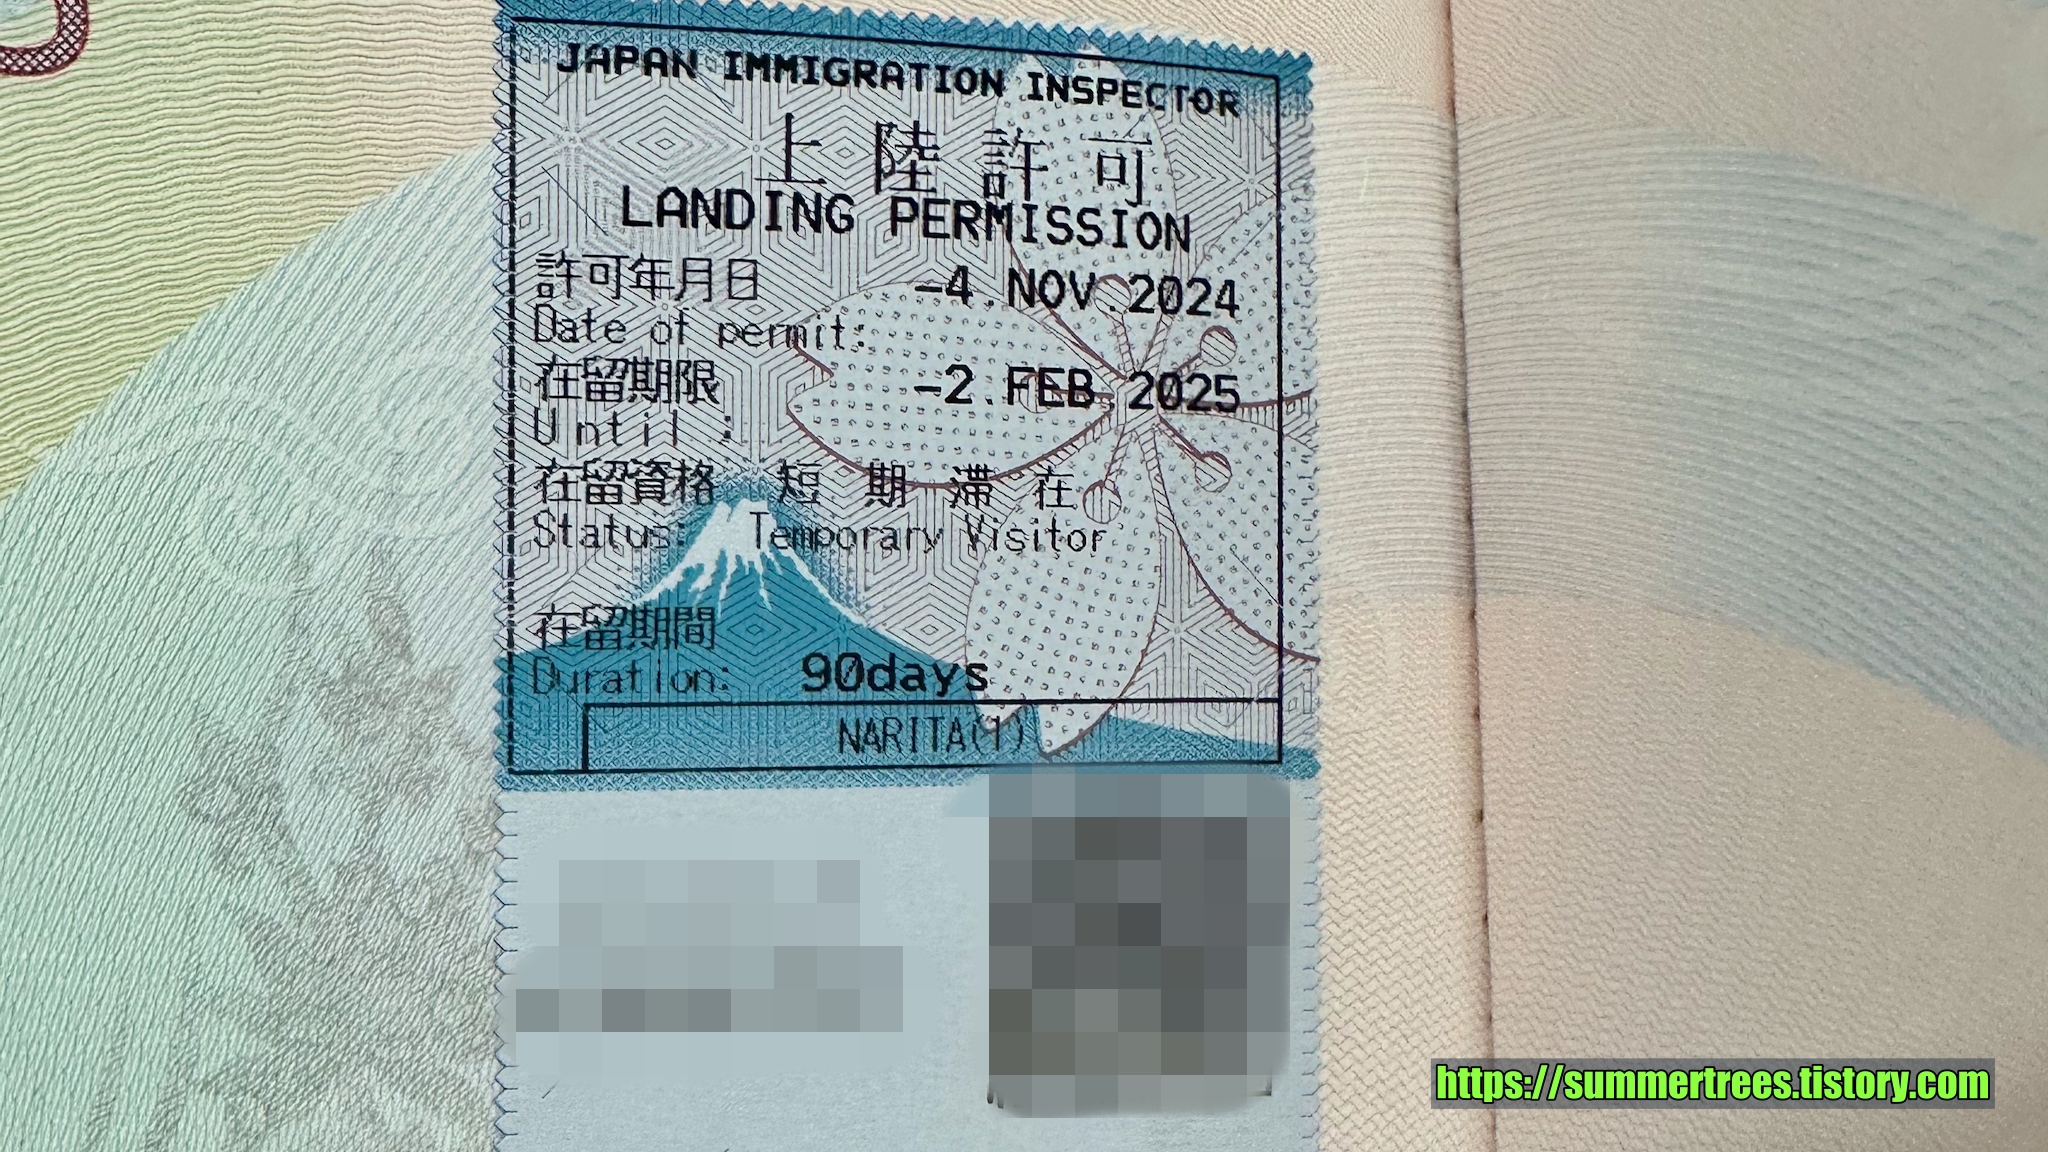 JAPAN IMMIGRATION INSPECTOR
上陸許可
LANDING PERMISSION
許可年月日 -4.NOV.2024
Date of permit:
在留期限 -2.FEB.2025
Until :
在留資格 短期滞在
Status: Temporary Visitor
在留期間
Duration: 90days
NARITA(1)
https://summertrees.tistory.com